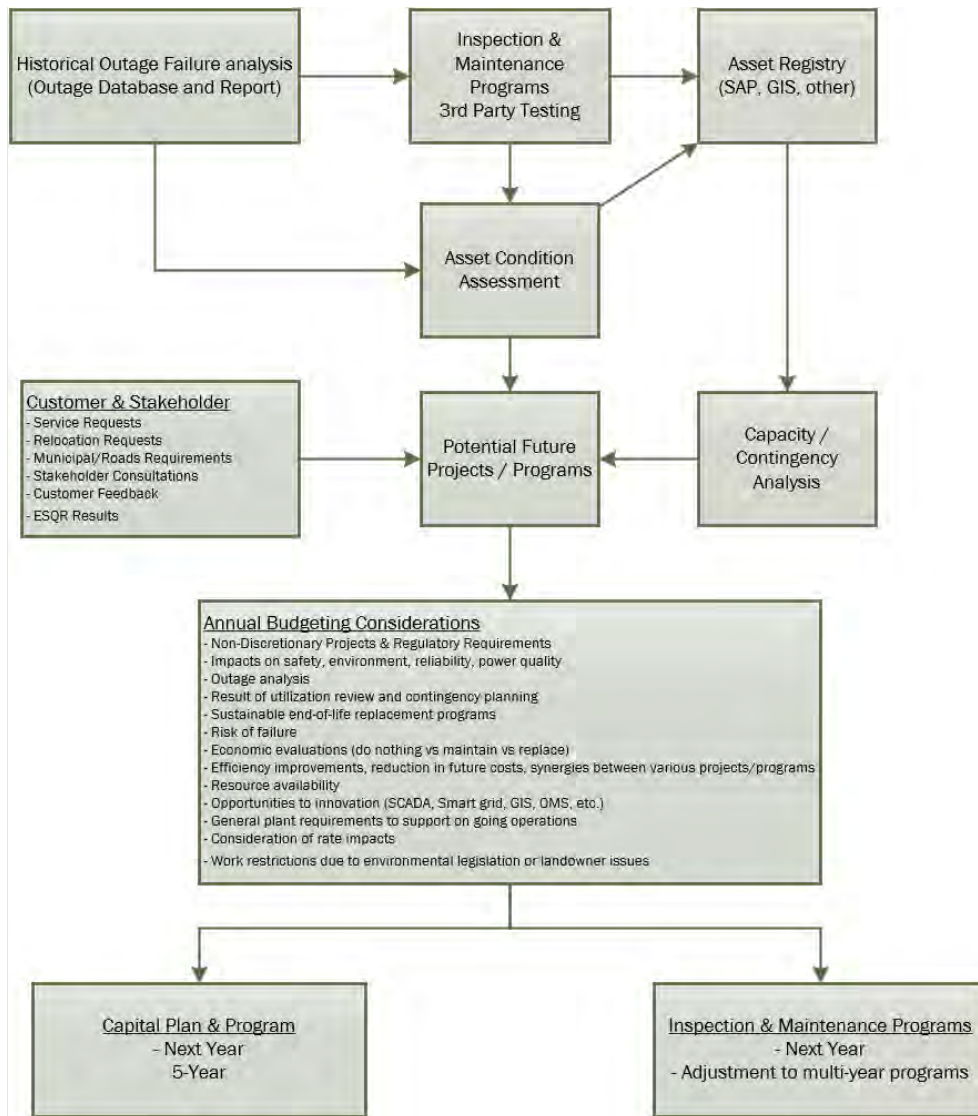 Historical Outage Failure analysis
(Outage Database and Report)
Inspection &
Maintenance
Programs
3rd Party Testing
Asset Registry
(SAP, GIS, other)
Asset Condition
Assessment
Customer & Stakeholder
- Service Requests
- Relocation Requests
- Municipal/Roads Requirements
- Stakeholder Consultations
- Customer Feedback
- ESQR Results
Potential Future
Projects / Programs
Capacity /
Contingency
Analysis
Annual Budgeting Considerations
- Non-Discretionary Projects & Regulatory Requirements
- Impacts on safety, environment, reliability, power quality
- Outage analysis
- Result of utilization review and contingency planning
- Sustainable end-of-life replacement programs
- Risk of failure
- Economic evaluations (do nothing vs maintain vs replace)
- Efficiency improvements, reduction in future costs, synergies between various projects/programs
- Resource availability
- Opportunities to innovation (SCADA, Smart grid, GIS, OMS, etc.)
- General plant requirements to support on going operations
- Consideration of rate impacts
- Work restrictions due to environmental legislation or landowner issues
Capital Plan & Program
- Next Year
5-Year
Inspection & Maintenance Programs
- Next Year
- Adjustment to multi-year programs